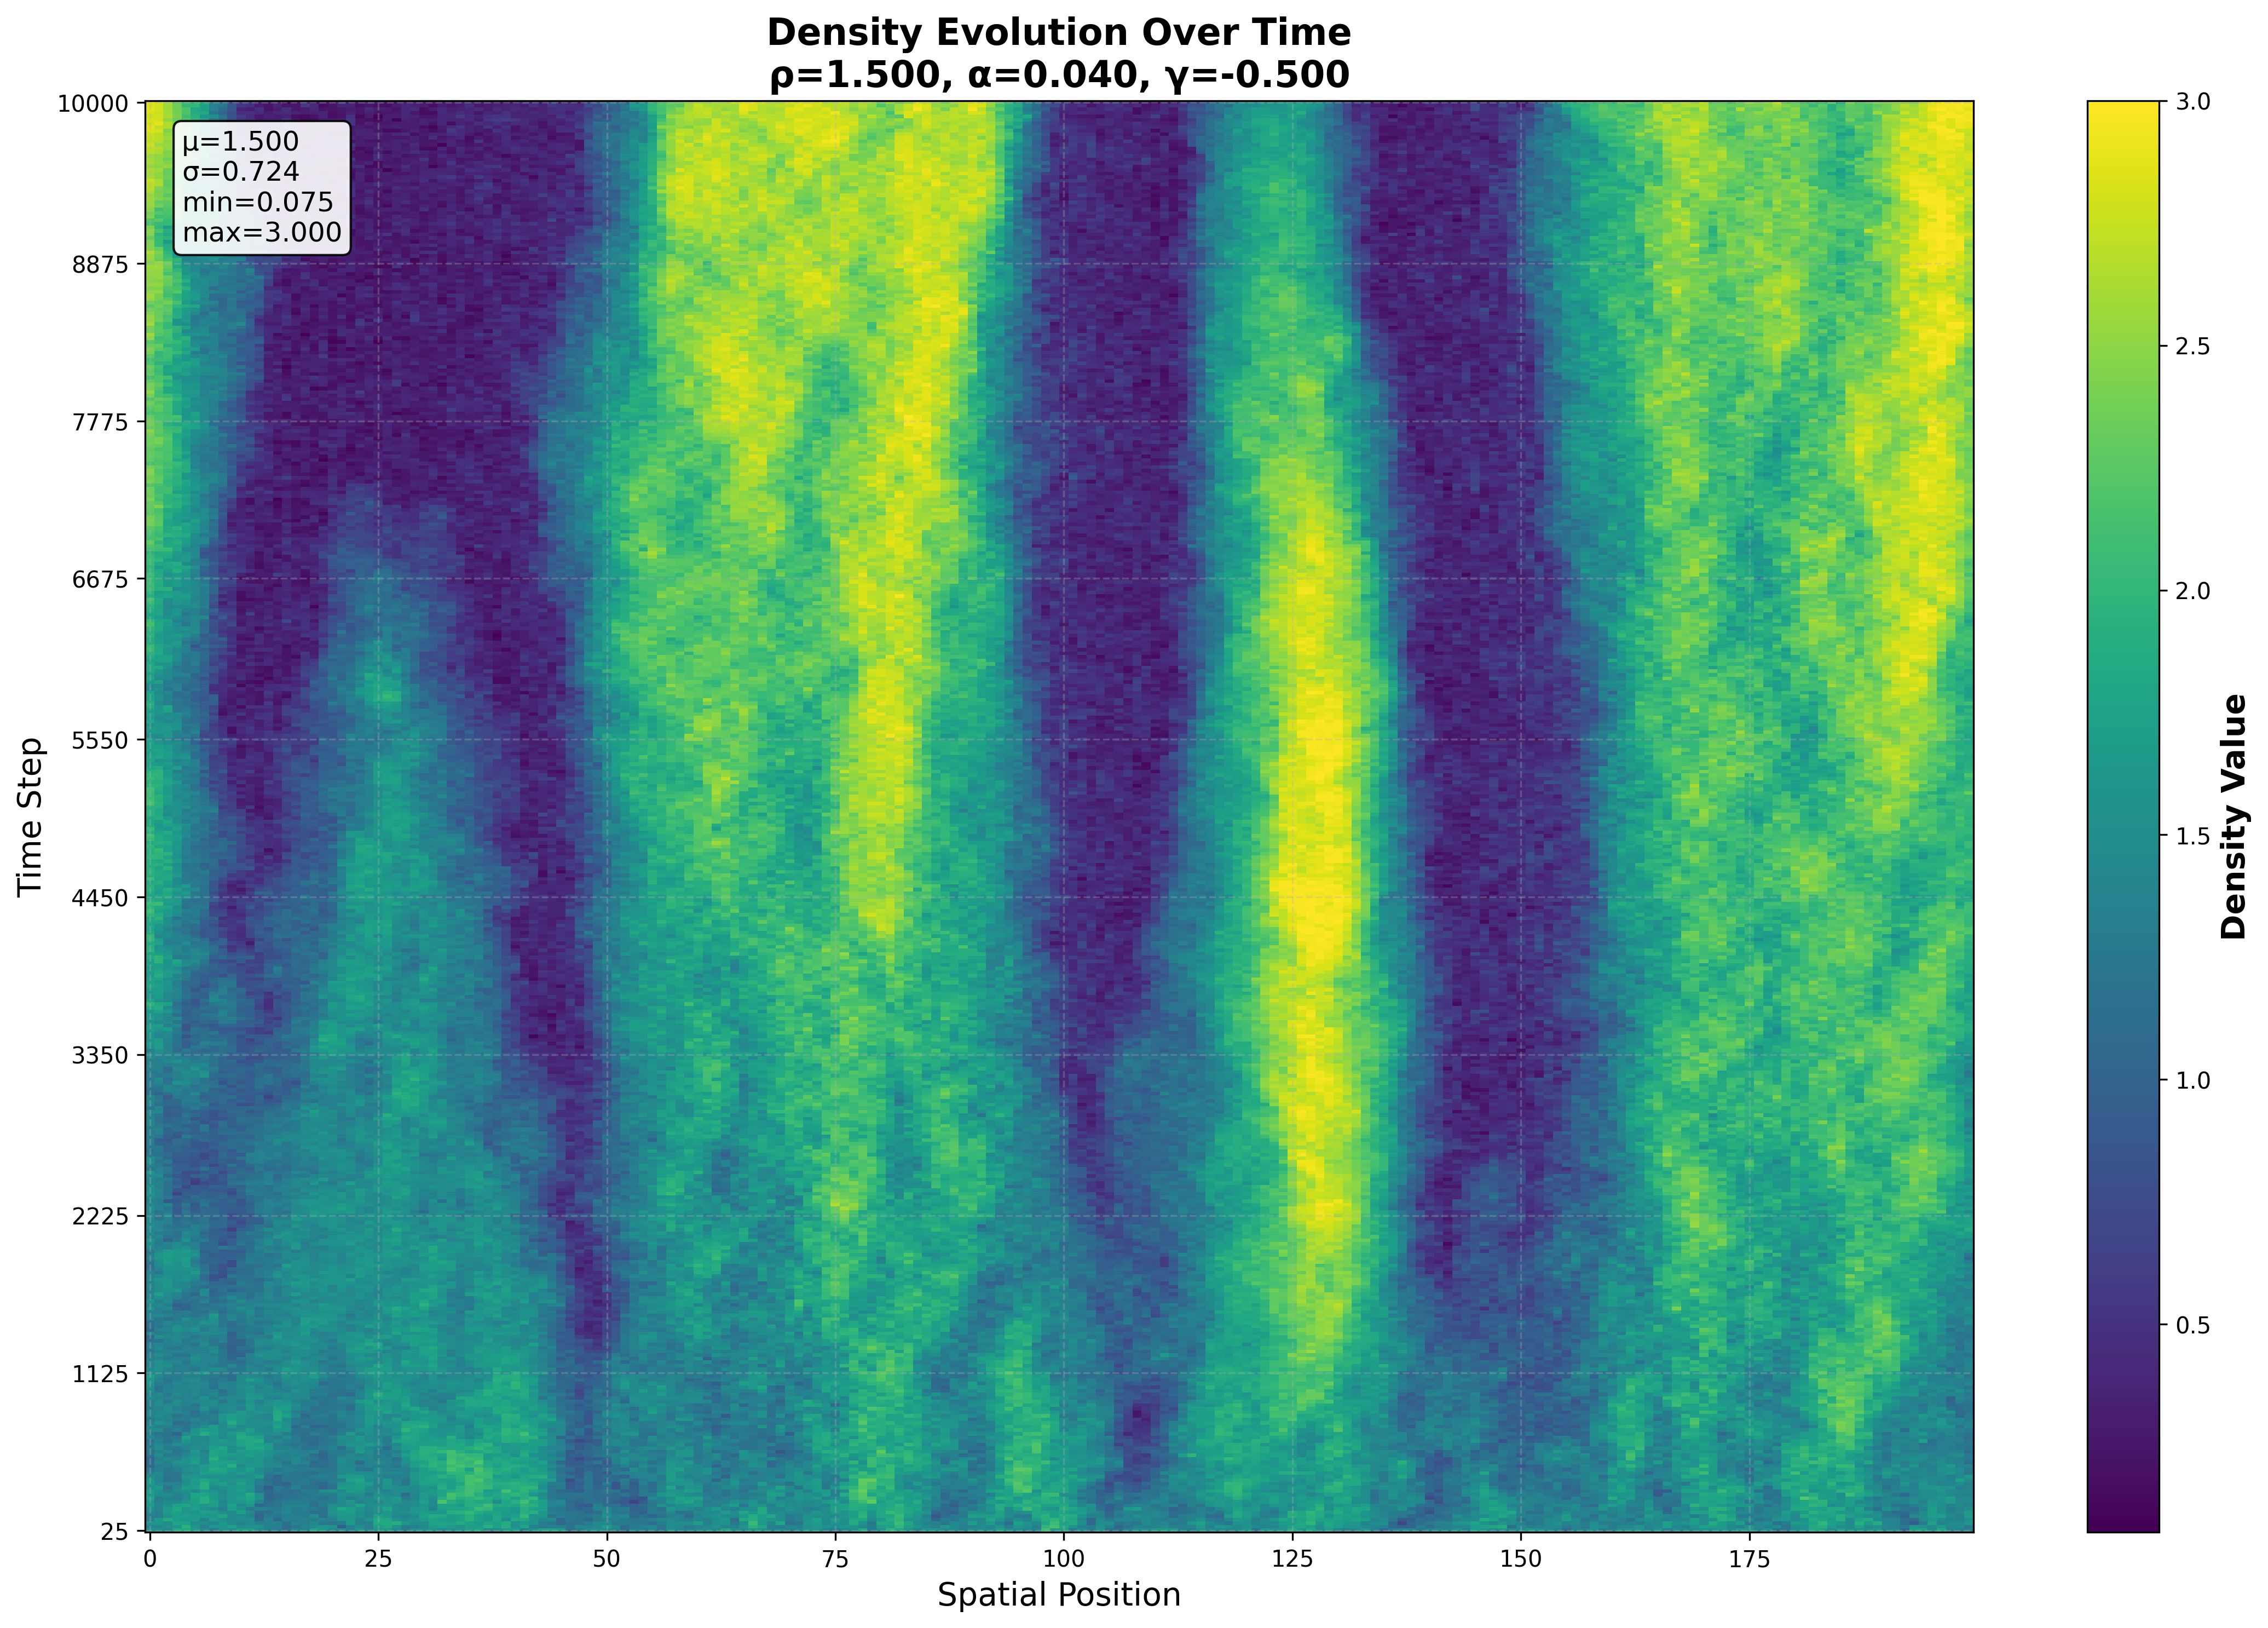 Density Evolution Over Time
ρ=1.500, α=0.040, γ=-0.500
μ=1.500
σ=0.724
min=0.075
max=3.000
10000
8875
7775
6675
5550
4450
3350
2225
1125
25
Time Step
0
25
50
75
100
125
150
175
Spatial Position
3.0
2.5
2.0
1.5
1.0
0.5
Density Value